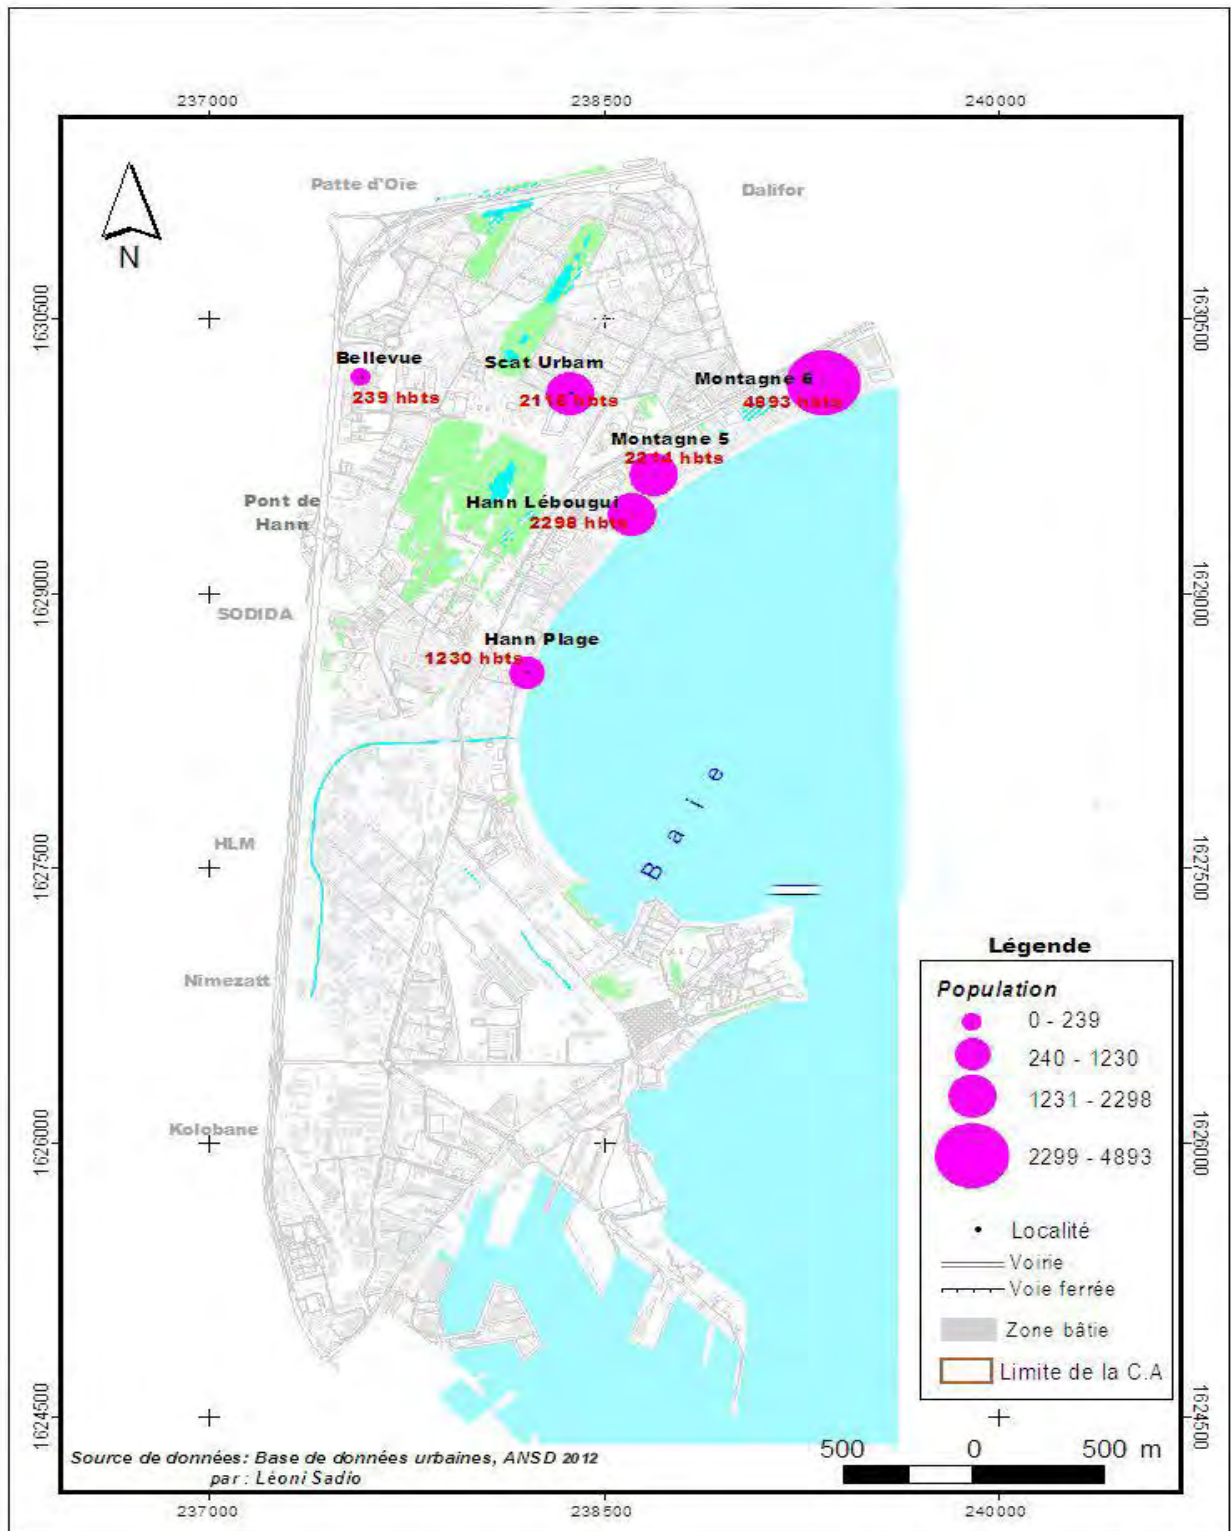 237000 238500 240000
Patte d'Oie
Dalifor
N
1630500
1630500
Bellevue
239 hbts
Scat Urbam
hbts
Montagne 6
4893 hbts
Montagne 5
hbts
Hann Lébougui
2298 hbts
Pont de
Hann
1629000
1629000
SODIDA
Hann Plage
1230 hbts
Baie
HLM
1627500
1627500
Nimezatt
Kolobane
1626000
1626000
Légende
Population
0 - 239
240 - 1230
1231 - 2298
2299 - 4893
Localité
Voirie
Voie ferrée
Zone bâtie
Limite de la C.A
1624500
1624500
500 0 500 m
Source de données: Base de données urbaines, ANSD 2012
par : Léoni Sadio
237000 238500 240000